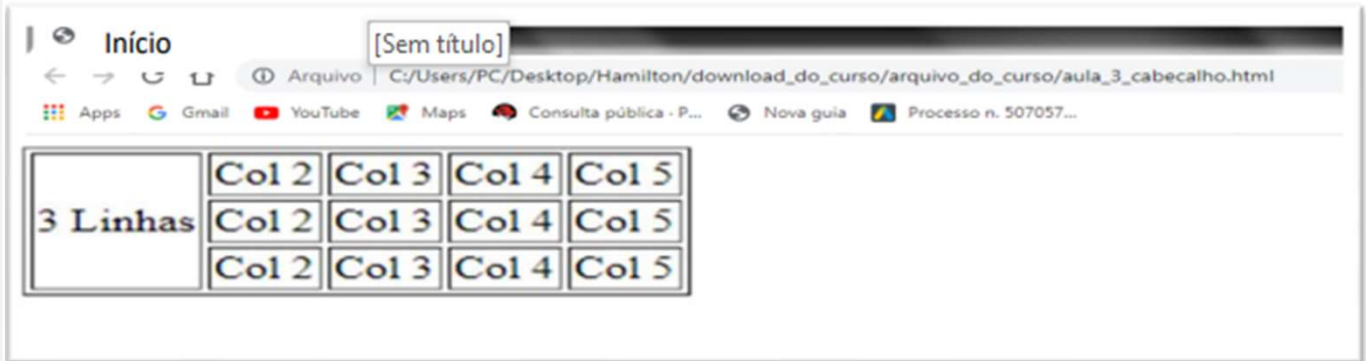 Início [Sem título]
Arquivo C:/Users/PC/Desktop/Hamilton/download_do_curso/arquivo_do_curso/aula_3_cabecalho.html
Apps Gmail YouTube Maps Consulta pública - P... Nova guia Processo n. 507057...
Col 2 Col 3 Col 4 Col 5
3 Linhas Col 2 Col 3 Col 4 Col 5
Col 2 Col 3 Col 4 Col 5